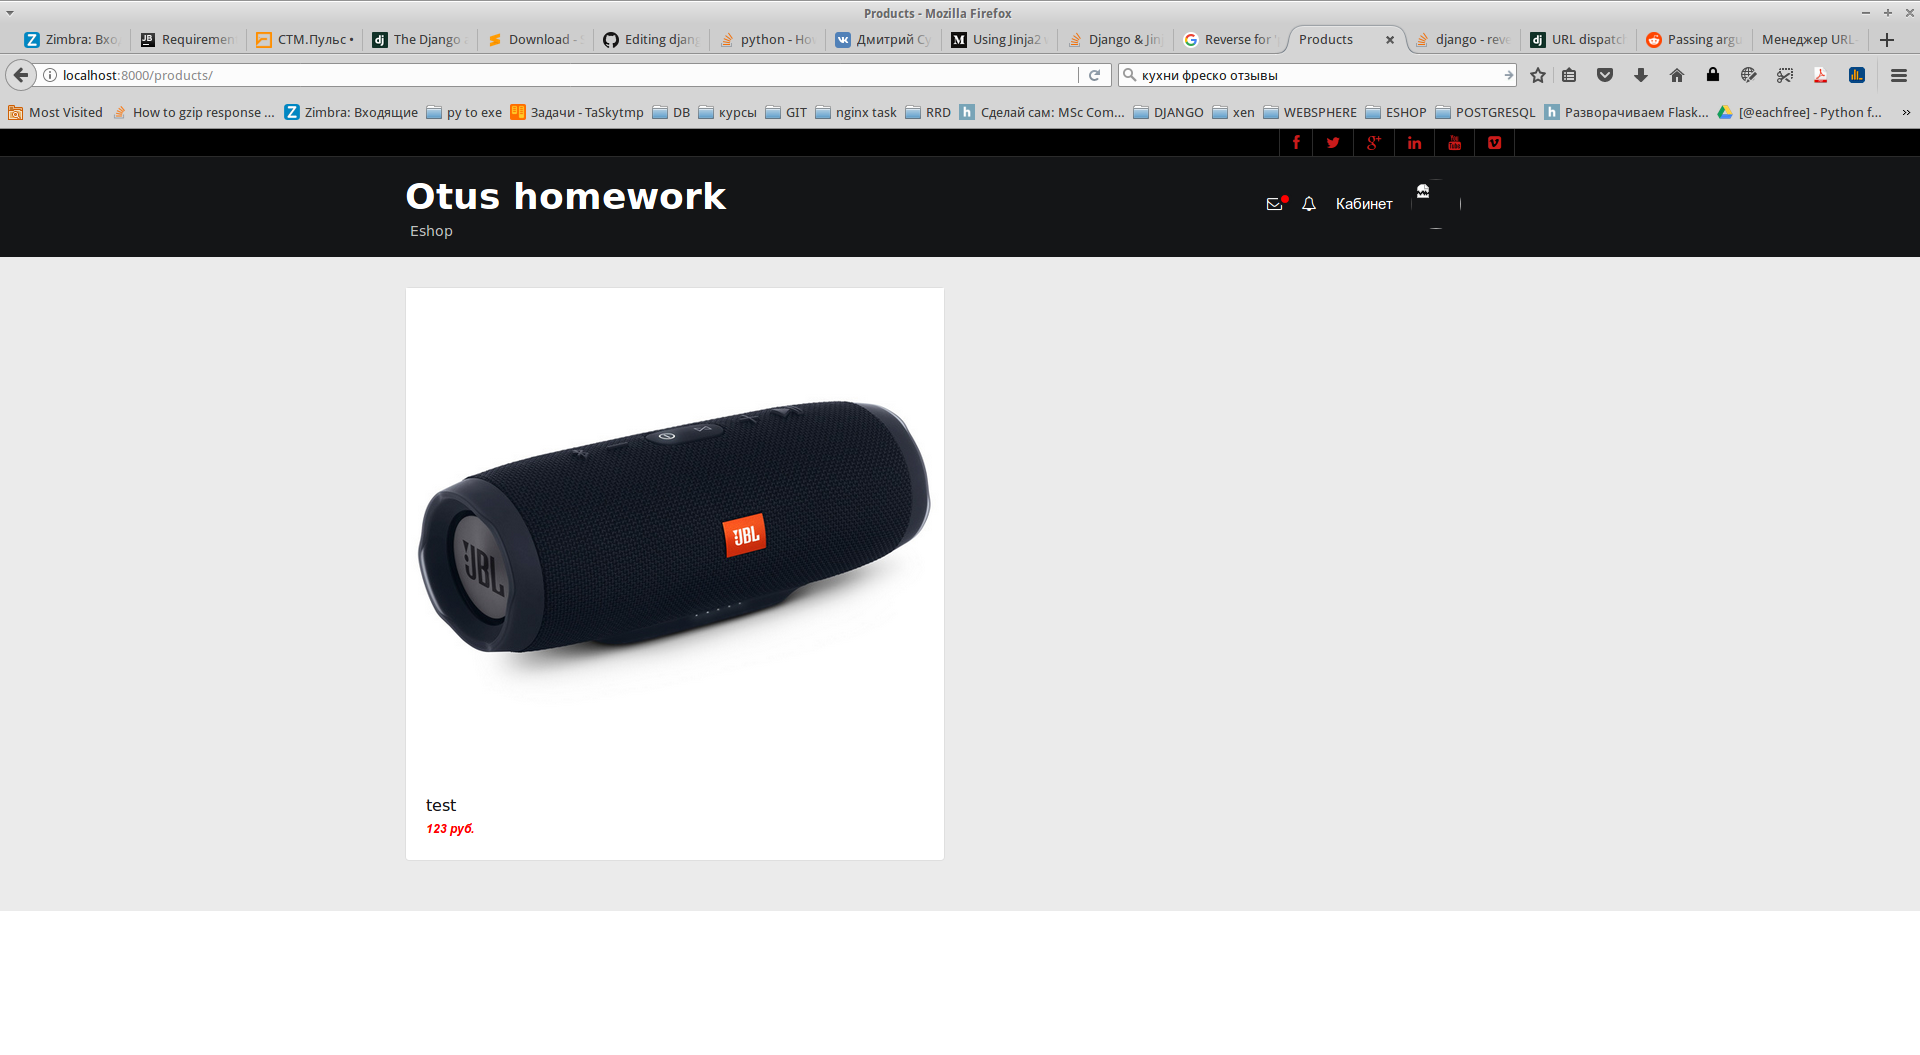 Products - Mozilla Firefox
Zimbra: Вхо
Requiremen
СТМ.Пульс •
The Django
Download -
Editing djan
python - Ho
Дмитрий Су
Using Jinja2
Django & Jin
Reverse for
Products
django - reve
URL dispatc
Passing argu
Менеджер URL-
localhost:8000/products/
кухни фреско отзывы
Most Visited
How to gzip response ...
Zimbra: Входящие
py to exe
Задачи - TaSkytmp
DB
курсы
GIT
nginx task
RRD
Сделай сам: MSc Com...
DJANGO
xen
WEBSPHERE
ESHOP
POSTGRESQL
Разворачиваем Flask...
[@eachfree] - Python f...
Otus homework
Eshop
Кабинет
JBL
JBL
test
123 руб.